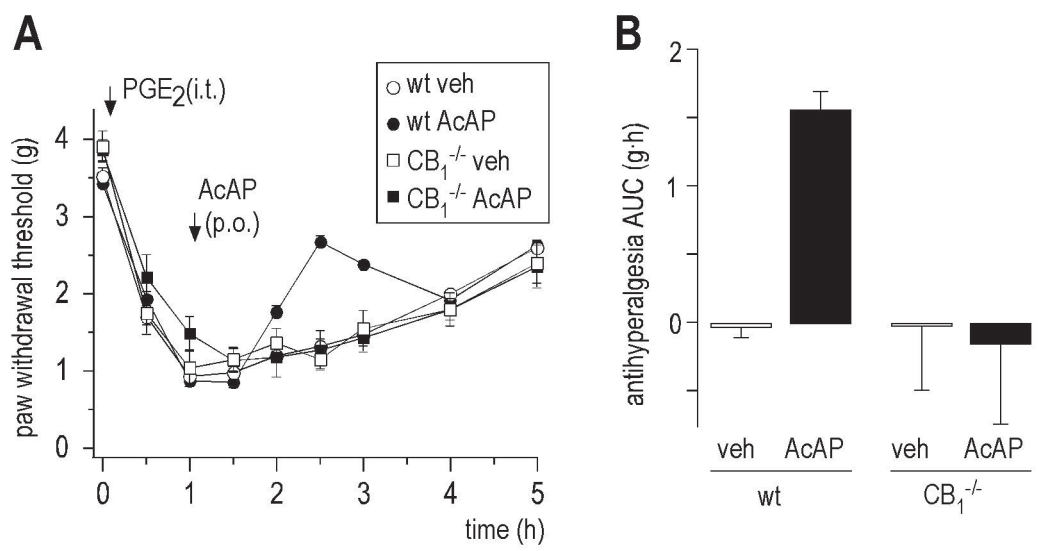 A
PGE2(i.t.)
AcAP
(p.o.)
wt veh
wt AcAP
CB1-/- veh
CB1-/- AcAP
paw withdrawal threshold (g)
4
3
2
1
0
0 1 2 3 4 5
time (h)
B
antihyperalgesia AUC (g·h)
2
1
0
veh AcAP veh AcAP
wt CB1-/-